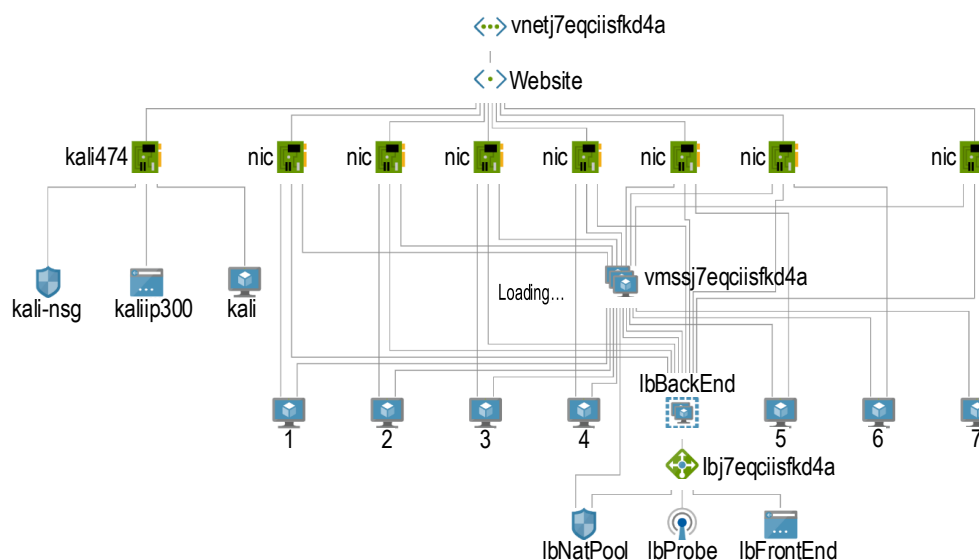 vnetj7eqciisfkd4a
Website
kali474
nic
nic
nic
nic
nic
nic
nic
kali-nsg
kaliip300
kali
Loading...
vmssj7eqciisfkd4a
lbBackEnd
1
2
3
4
5
6
7
lbj7eqciisfkd4a
lbNatPool
lbProbe
lbFrontEnd